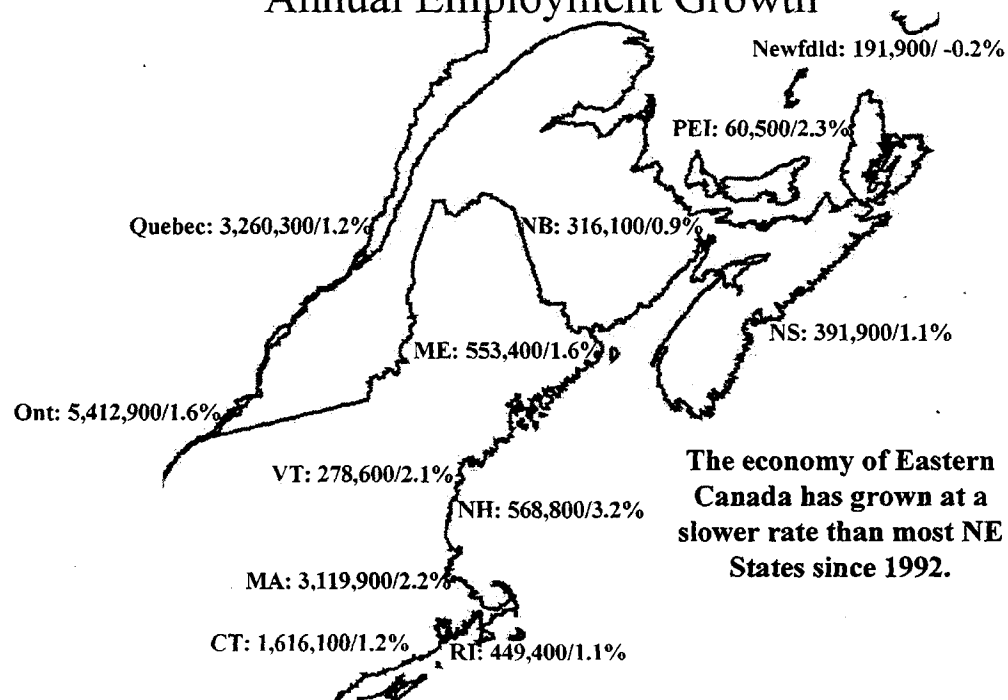 Annual Employment Growth
Newfdld: 191,900/ -0.2%
PEI: 60,500/2.3%
Quebec: 3,260,300/1.2%
NB: 316,100/0.9%
NS: 391,900/1.1%
ME: 553,400/1.6%
Ont: 5,412,900/1.6%
The economy of Eastern
Canada has grown at a
slower rate than most NE
States since 1992.
VT: 278,600/2.1%
NH: 568,800/3.2%
MA: 3,119,900/2.2%
CT: 1,616,100/1.2%
RI: 449,400/1.1%